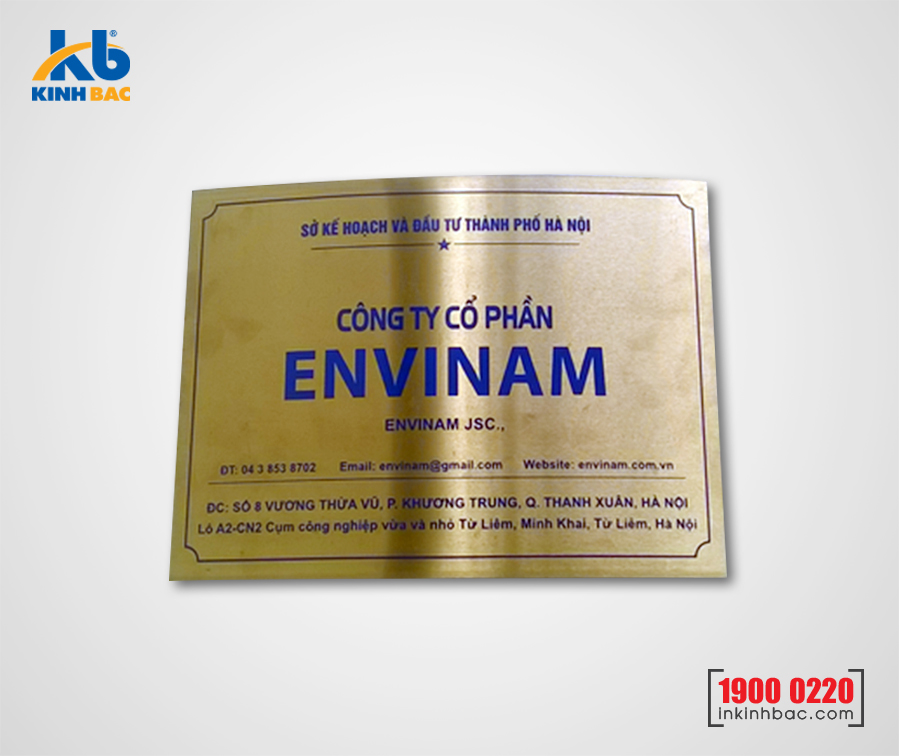 kb®
KINH BAC
SỞ KẾ HOẠCH VÀ ĐẦU TƯ THÀNH PHỐ HÀ NỘI
CÔNG TY CỔ PHẦN
ENVINAM
ENVINAM JSC.,
ĐT: 04 3 853 8702 Email: envinam@gmail.com Website: envinam.com.vn
ĐC: SỐ 8 VƯƠNG THỪA VŨ, P. KHƯƠNG TRUNG, Q. THANH XUÂN, HÀ NỘI
Lô A2-CN2 Cụm công nghiệp vừa và nhỏ Từ Liêm, Minh Khai, Từ Liêm, Hà Nội
1900 0220
inkinhbac.com